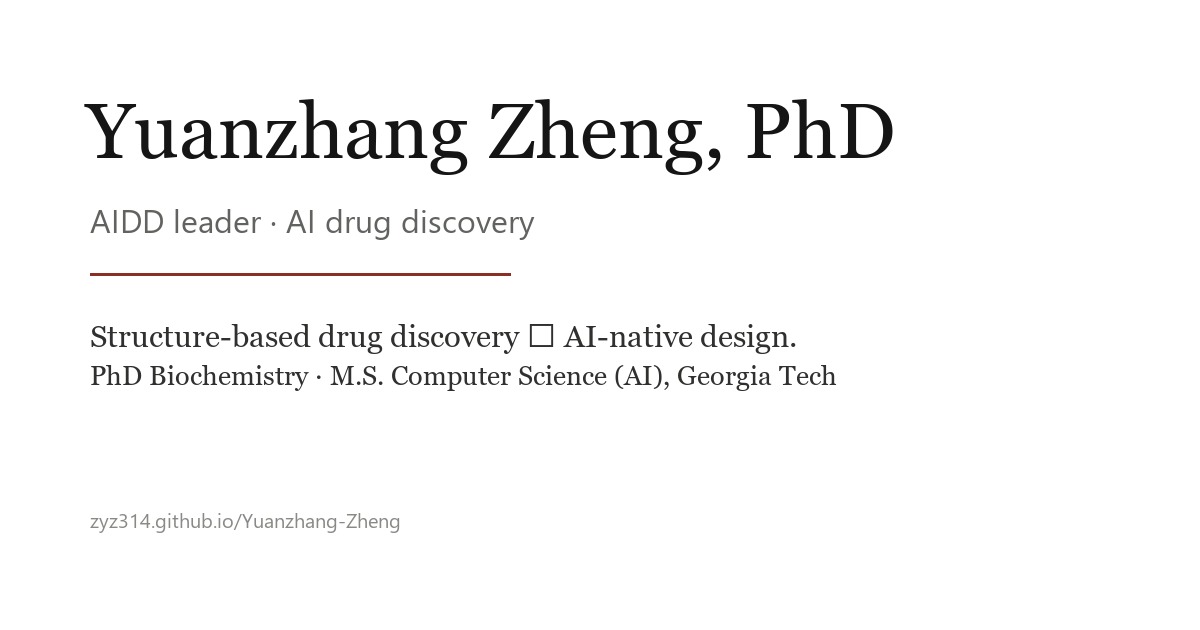 Yuanzhang Zheng, PhD
AIDD leader · AI drug discovery
Structure-based drug discovery □ AI-native design.
PhD Biochemistry · M.S. Computer Science (AI), Georgia Tech
zyz314.github.io/Yuanzhang-Zheng